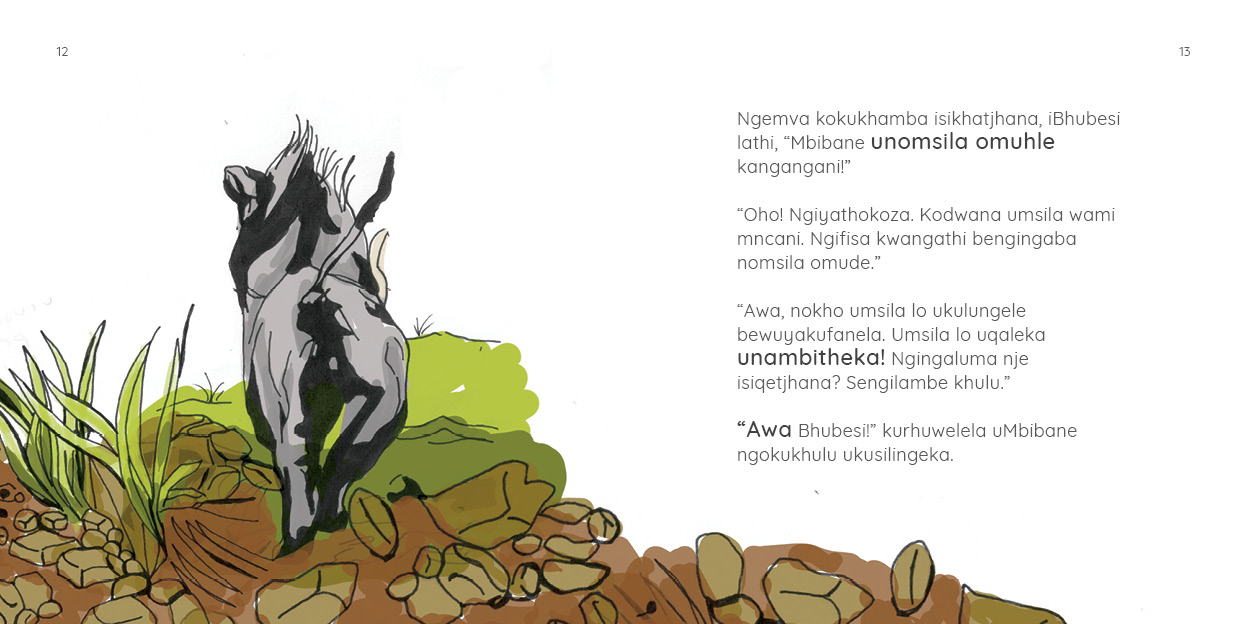 12
13
Ngemva kokukhamba isikhatjhana, iBhubesi
lathi, “Mbibane unomsila omuhle
kangangani!”
“Oho! Ngiyathokoza. Kodwana umsila wami
mncani. Ngifisa kwangathi bengingaba
nomsila omude.”
“Awa, nokho umsila lo ukulungele
bewuyakufanela. Umsila lo uqaleka
unambitheka! Ngingaluma nje
isiqetjhana? Sengilambe khulu.”
“Awa Bhubesi!” kurhuwelela uMbibane
ngokukhulu ukusilingeka.